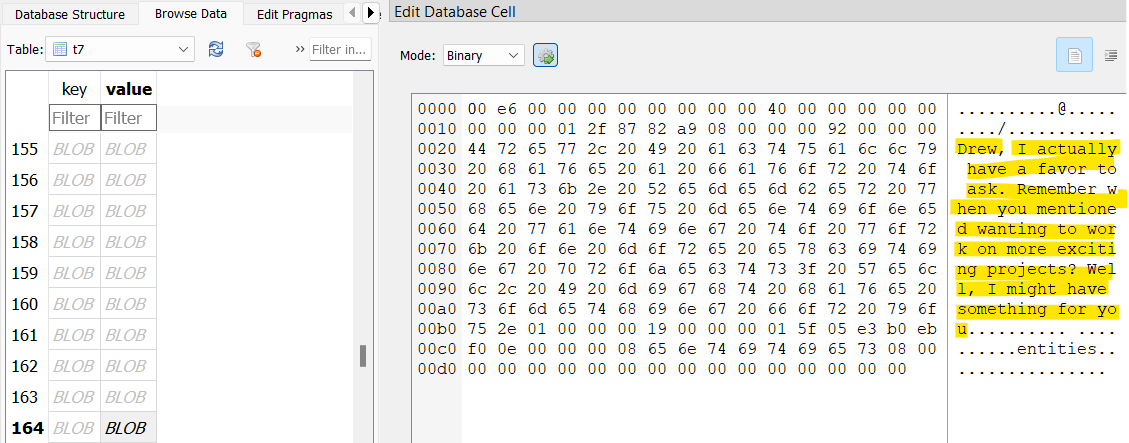 Database Structure Browse Data Edit Pragmas
Table: t7 Filter in...
key value
Filter Filter
155 BLOB BLOB
156 BLOB BLOB
157 BLOB BLOB
158 BLOB BLOB
159 BLOB BLOB
160 BLOB BLOB
161 BLOB BLOB
162 BLOB BLOB
163 BLOB BLOB
164 BLOB BLOB
Edit Database Cell
Mode: Binary
0000 00 e6 00 00 00 00 00 00 00 00 40 00 00 00 00 00 ..........@.....
0010 00 00 00 01 2f 87 82 a9 08 00 00 00 92 00 00 00 ..../...........
0020 44 72 65 77 2c 20 49 20 61 63 74 75 61 6c 6c 79 Drew, I actually
0030 20 68 61 76 65 20 61 20 66 61 76 6f 72 20 74 6f have a favor to
0040 20 61 73 6b 2e 20 52 65 6d 65 6d 62 65 72 20 77 ask. Remember w
0050 68 65 6e 20 79 6f 75 20 6d 65 6e 74 69 6f 6e 65 hen you mentione
0060 64 20 77 61 6e 74 69 6e 67 20 74 6f 20 77 6f 72 d wanting to wor
0070 6b 20 6f 6e 20 6d 6f 72 65 20 65 78 63 69 74 69 k on more exciti
0080 6e 67 20 70 72 6f 6a 65 63 74 73 3f 20 57 65 6c ng projects? Wel
0090 6c 2c 20 49 20 6d 69 67 68 74 20 68 61 76 65 20 l, I might have
00a0 73 6f 6d 65 74 68 69 6e 67 20 66 6f 72 20 79 6f something for yo
00b0 75 2e 01 00 00 00 19 00 00 00 01 5f 05 e3 b0 eb u.......... ....
00c0 f0 0e 00 00 00 08 65 6e 74 69 74 69 65 73 08 00 ......entities..
00d0 00 00 00 00 00 00 00 00 00 00 00 00 00 00 00 ...............